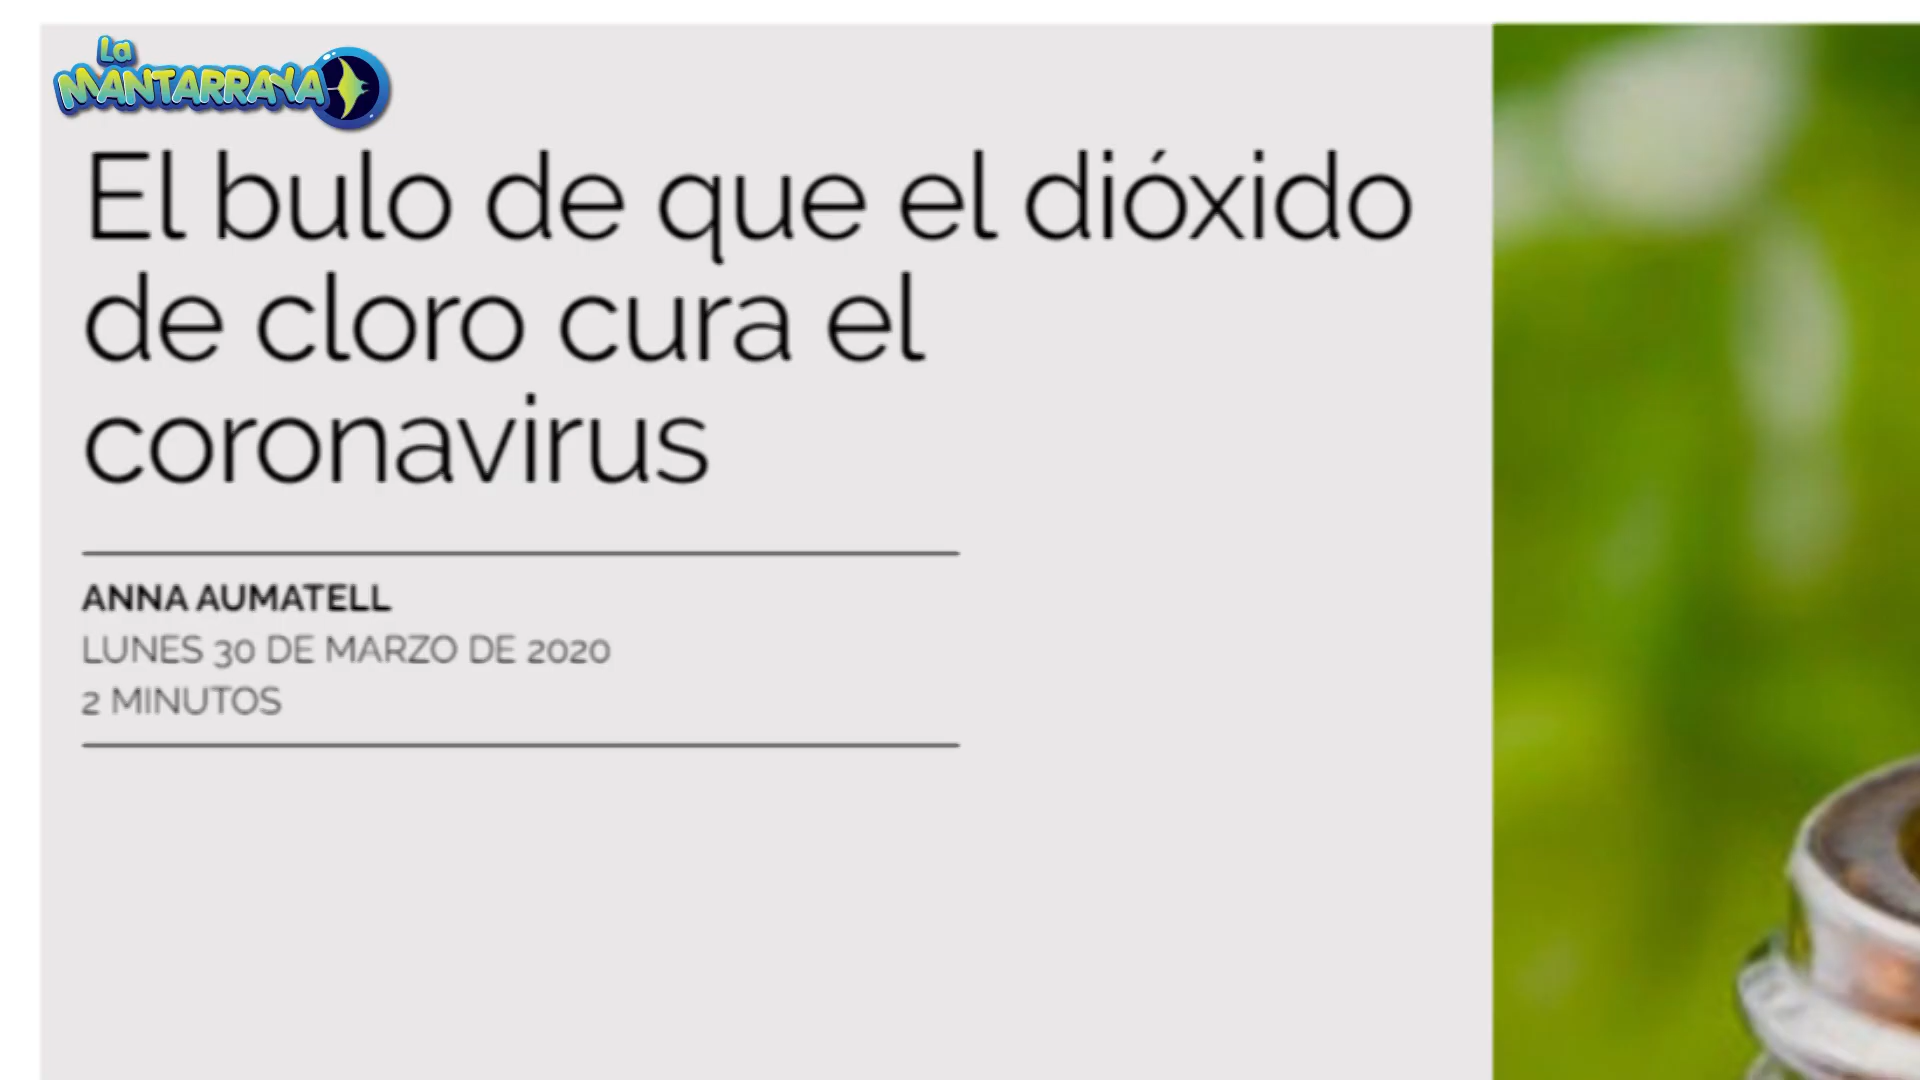 La
MANTARRAYA
El bulo de que el dióxido
de cloro cura el
coronavirus
ANNA AUMATELL
LUNES 30 DE MARZO DE 2020
2 MINUTOS